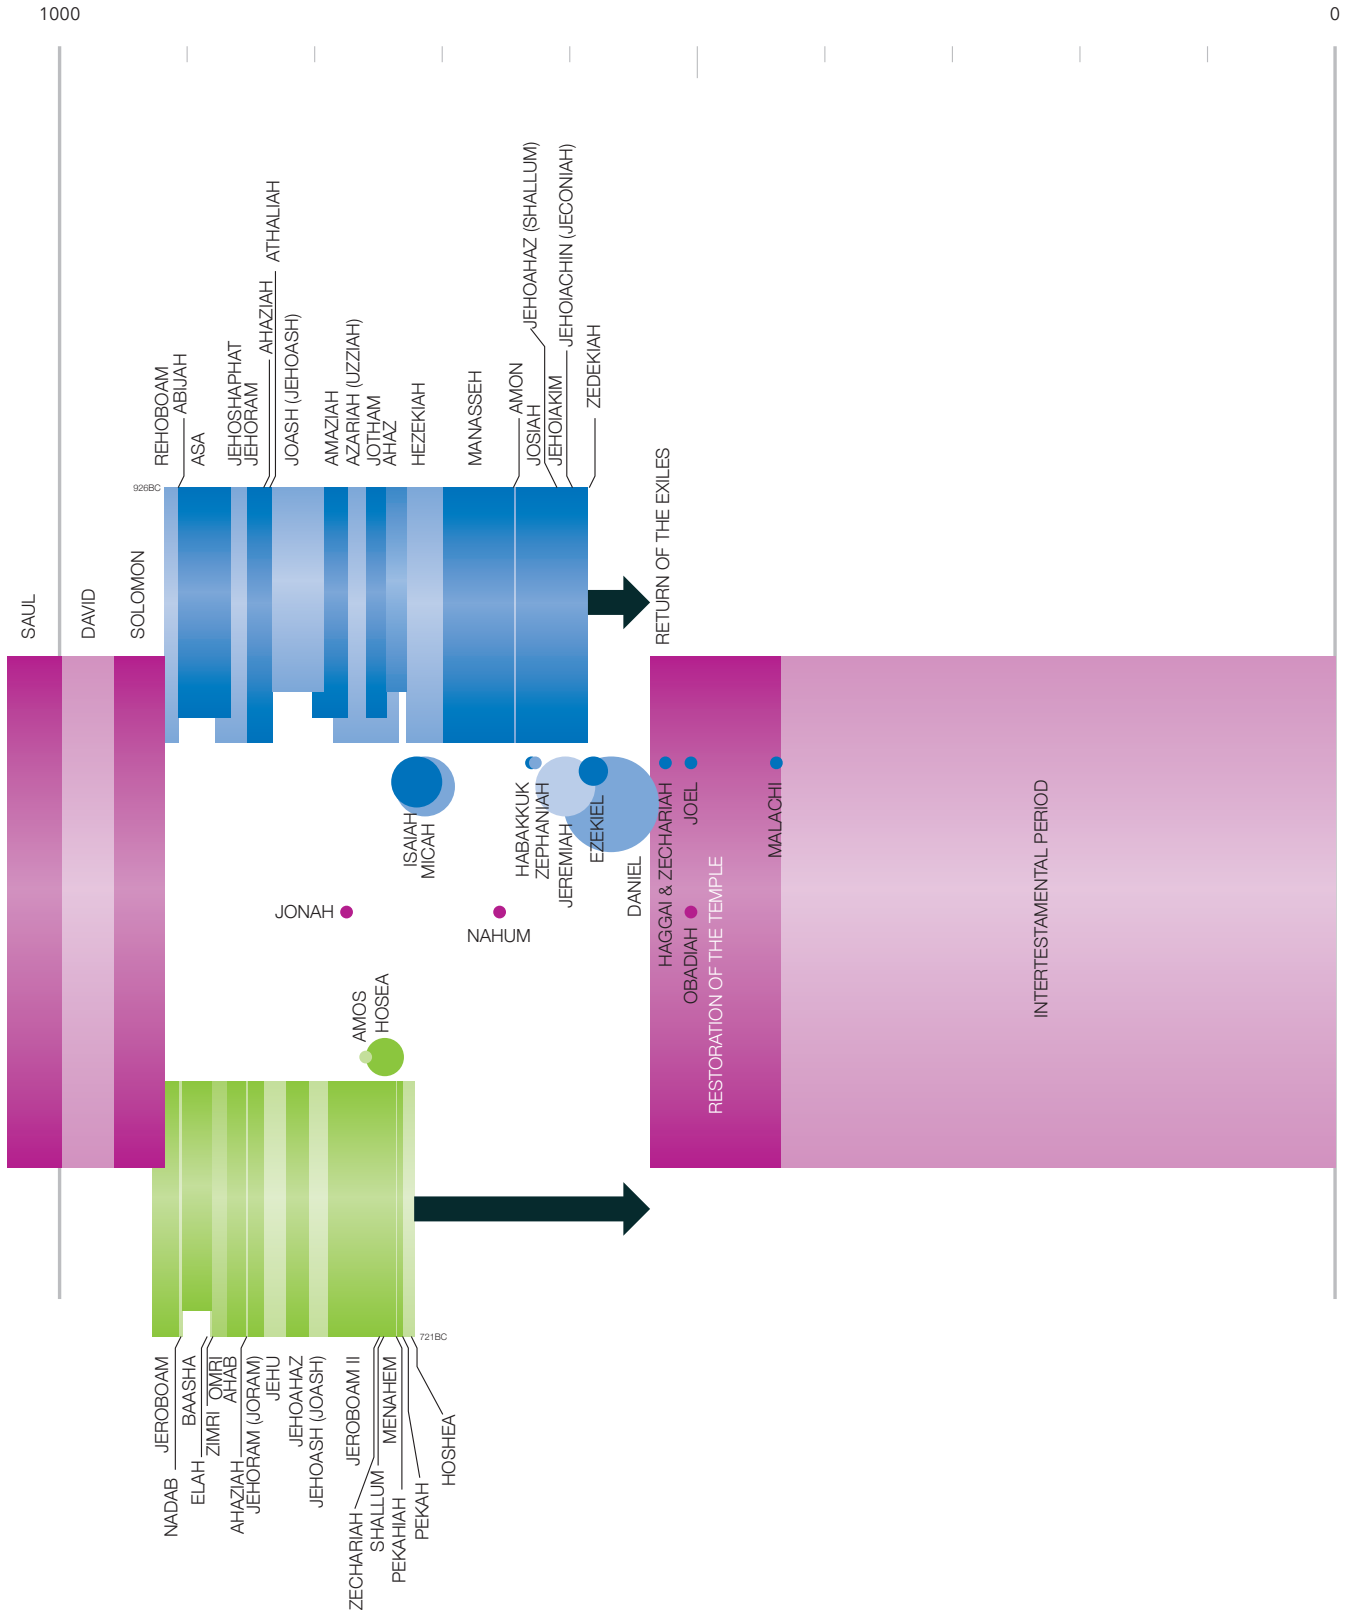 1000
0
REHOBOAM
ABIJAH
ASA
JEHOSHAPHAT
JEHORAM
AHAZIAH
ATHALIAH
JOASH (JEHOASH)
AMAZIAH
AZARIAH (UZZIAH)
JOTHAM
AHAZ
HEZEKIAH
MANASSEH
AMON
JOSIAH
JEHOAHAZ (SHALLUM)
JEHOIAKIM
JEHOIACHIN (JECONIAH)
ZEDEKIAH
926BC
SAUL
DAVID
SOLOMON
RETURN OF THE EXILES
ISAIAH
MICAH
HABAKKUK
ZEPHANIAH
JEREMIAH
EZEKIEL
DANIEL
HAGGAI & ZECHARIAH
JOEL
MALACHI
JONAH
NAHUM
OBADIAH
RESTORATION OF THE TEMPLE
INTERTESTAMENTAL PERIOD
AMOS
HOSEA
721BC
JEROBOAM
NADAB
BAASHA
ELAH
ZIMRI
OMRI
AHAB
AHAZIAH
JEHORAM (JORAM)
JEHU
JEHOAHAZ
JEHOASH (JOASH)
JEROBOAM II
ZECHARIAH
SHALLUM
MENAHEM
PEKAHIAH
PEKAH
HOSHEA